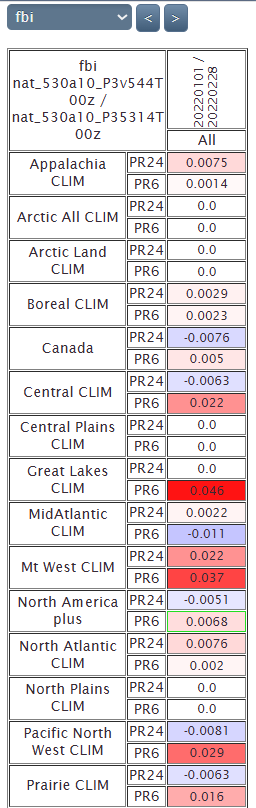 fbi < >
fbi
nat_530a10_P3v544T
00z /
nat_530a10_P35314T
00z
20220101 /
20220228
All
Appalachia
CLIM
PR24 0.0075
PR6 0.0014
Arctic All CLIM
PR24 0.0
PR6 0.0
Arctic Land
CLIM
PR24 0.0
PR6 0.0
Boreal CLIM
PR24 0.0029
PR6 0.0023
Canada
PR24 -0.0076
PR6 0.005
Central CLIM
PR24 -0.0063
PR6 0.022
Central Plains
CLIM
PR24 0.0
PR6 0.0
Great Lakes
CLIM
PR24 0.0
PR6 0.046
MidAtlantic
CLIM
PR24 0.0022
PR6 -0.011
Mt West CLIM
PR24 0.022
PR6 0.037
North America
plus
PR24 -0.0051
PR6 0.0068
North Atlantic
CLIM
PR24 0.0076
PR6 0.002
North Plains
CLIM
PR24 0.0
PR6 0.0
Pacific North
West CLIM
PR24 -0.0081
PR6 0.029
Prairie CLIM
PR24 -0.0063
PR6 0.016